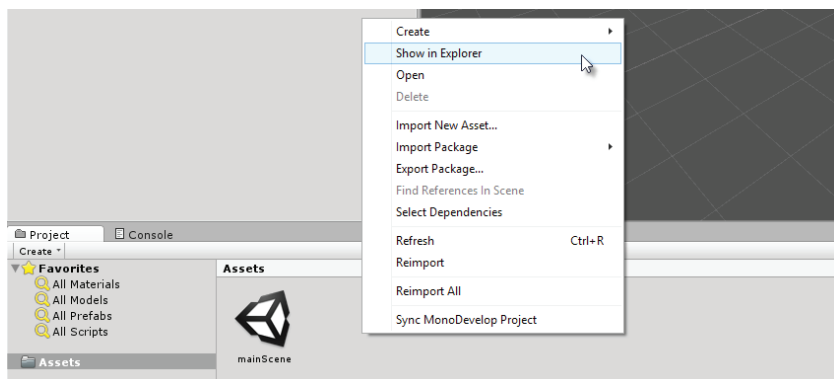 Create
Show in Explorer
Open
Delete
Import New Asset...
Import Package
Export Package...
Find References In Scene
Select Dependencies
Refresh Ctrl+R
Reimport
Reimport All
Sync MonoDevelop Project
Project Console
Create
Favorites
All Materials
All Models
All Prefabs
All Scripts
Assets
Assets
mainScene